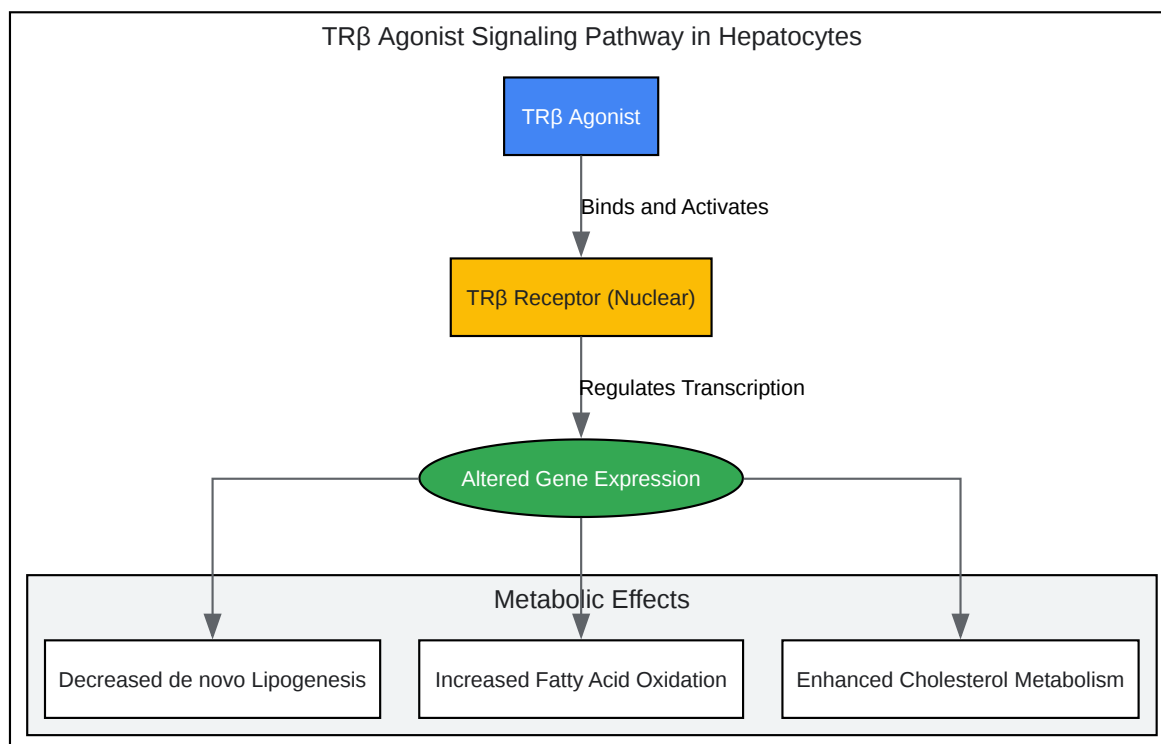 TRβ Agonist Signaling Pathway in Hepatocytes
TRβ Agonist
Binds and Activates
TRβ Receptor (Nuclear)
Regulates Transcription
Altered Gene Expression
Metabolic Effects
Decreased de novo Lipogenesis
Increased Fatty Acid Oxidation
Enhanced Cholesterol Metabolism